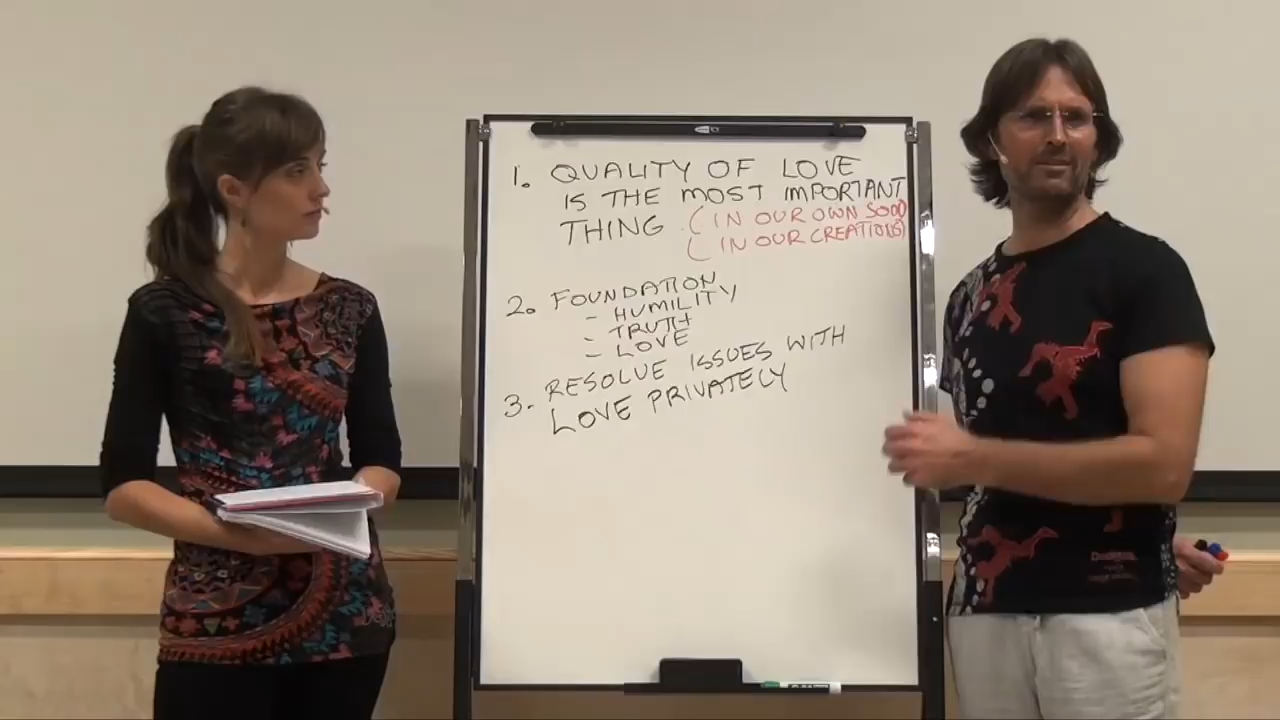 1. QUALITY OF LOVE
IS THE MOST IMPORTANT
THING (IN OUR OWN SOUL)
(IN OUR CREATIONS)
2. FOUNDATION
- HUMILITY
- TRUTH
- LOVE
3. RESOLVE ISSUES WITH
LOVE PRIVATELY